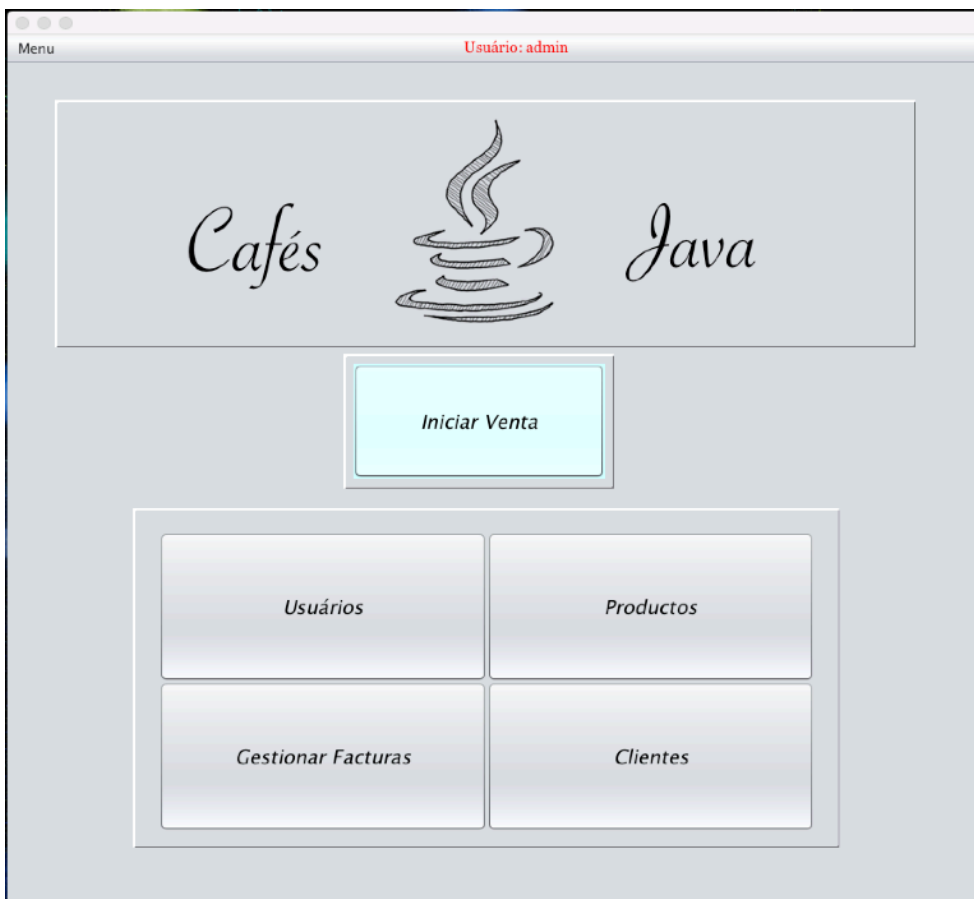 Menu Usuário: admin
Cafés Java
Iniciar Venta
Usuários Productos
Gestionar Facturas Clientes